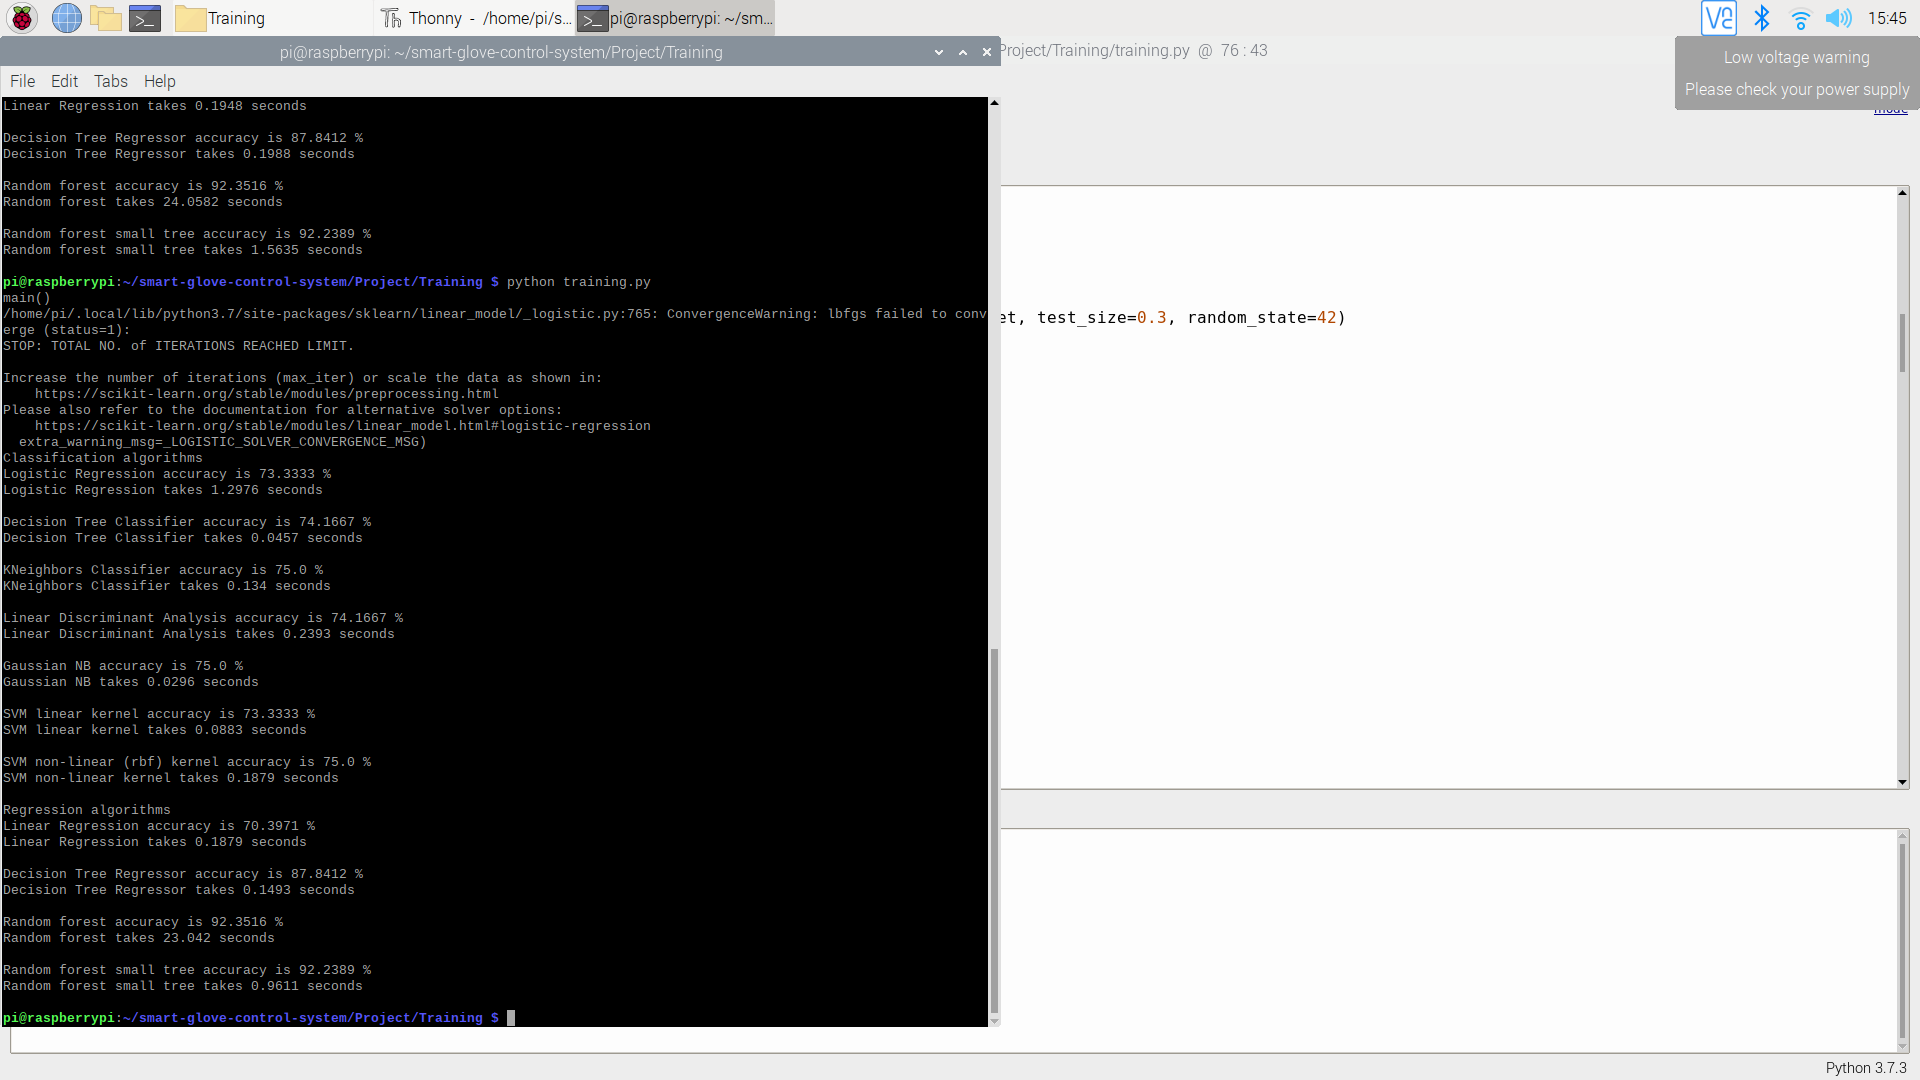 Training
Thonny - /home/pi/s...
pi@raspberrypi: ~/sm...
15:45
pi@raspberrypi: ~/smart-glove-control-system/Project/Training
Project/Training/training.py @ 76 : 43
Low voltage warning
Please check your power supply
mode
File Edit Tabs Help
Linear Regression takes 0.1948 seconds
Decision Tree Regressor accuracy is 87.8412 %
Decision Tree Regressor takes 0.1988 seconds
Random forest accuracy is 92.3516 %
Random forest takes 24.0582 seconds
Random forest small tree accuracy is 92.2389 %
Random forest small tree takes 1.5635 seconds
pi@raspberrypi:~/smart-glove-control-system/Project/Training $ python training.py
main()
/home/pi/.local/lib/python3.7/site-packages/sklearn/linear_model/_logistic.py:765: ConvergenceWarning: lbfgs failed to conv
erge (status=1):
STOP: TOTAL NO. of ITERATIONS REACHED LIMIT.
Increase the number of iterations (max_iter) or scale the data as shown in:
https://scikit-learn.org/stable/modules/preprocessing.html
Please also refer to the documentation for alternative solver options:
https://scikit-learn.org/stable/modules/linear_model.html#logistic-regression
extra_warning_msg=_LOGISTIC_SOLVER_CONVERGENCE_MSG)
Classification algorithms
Logistic Regression accuracy is 73.3333 %
Logistic Regression takes 1.2976 seconds
Decision Tree Classifier accuracy is 74.1667 %
Decision Tree Classifier takes 0.0457 seconds
KNeighbors Classifier accuracy is 75.0 %
KNeighbors Classifier takes 0.134 seconds
Linear Discriminant Analysis accuracy is 74.1667 %
Linear Discriminant Analysis takes 0.2393 seconds
Gaussian NB accuracy is 75.0 %
Gaussian NB takes 0.0296 seconds
SVM linear kernel accuracy is 73.3333 %
SVM linear kernel takes 0.0883 seconds
SVM non-linear (rbf) kernel accuracy is 75.0 %
SVM non-linear kernel takes 0.1879 seconds
Regression algorithms
Linear Regression accuracy is 70.3971 %
Linear Regression takes 0.1879 seconds
Decision Tree Regressor accuracy is 87.8412 %
Decision Tree Regressor takes 0.1493 seconds
Random forest accuracy is 92.3516 %
Random forest takes 23.042 seconds
Random forest small tree accuracy is 92.2389 %
Random forest small tree takes 0.9611 seconds
pi@raspberrypi:~/smart-glove-control-system/Project/Training $
et, test_size=0.3, random_state=42)
Python 3.7.3